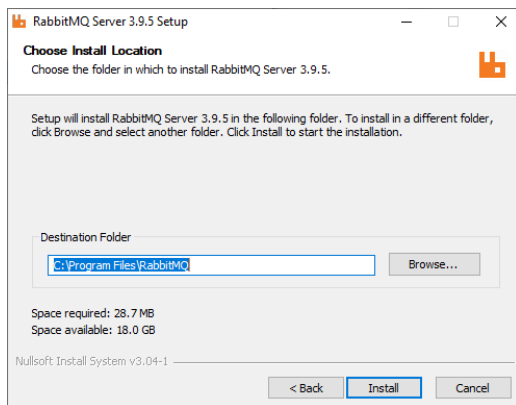 RabbitMQ Server 3.9.5 Setup
Choose Install Location
Choose the folder in which to install RabbitMQ Server 3.9.5.
Setup will install RabbitMQ Server 3.9.5 in the following folder. To install in a different folder,
click Browse and select another folder. Click Install to start the installation.
Destination Folder
C:\Program Files\RabbitMQ
Browse...
Space required: 28.7 MB
Space available: 18.0 GB
Nullsoft Install System v3.04-1
< Back
Install
Cancel